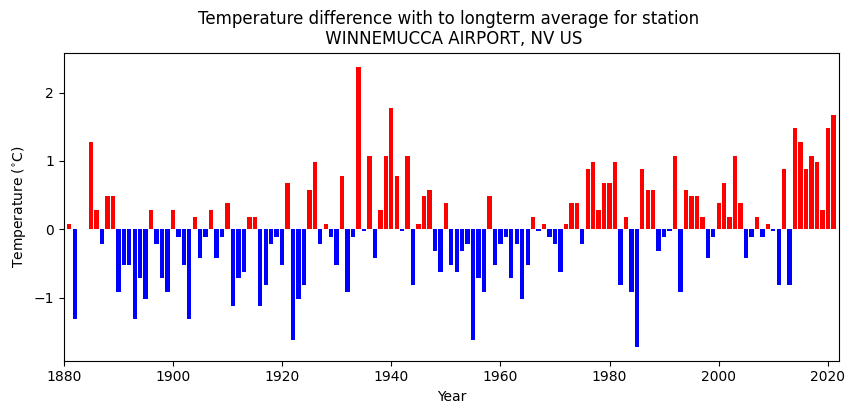 Temperature difference with to longterm average for station
WINNEMUCCA AIRPORT, NV US
Temperature (°C)
2
1
0
−1
1880 1900 1920 1940 1960 1980 2000 2020
Year